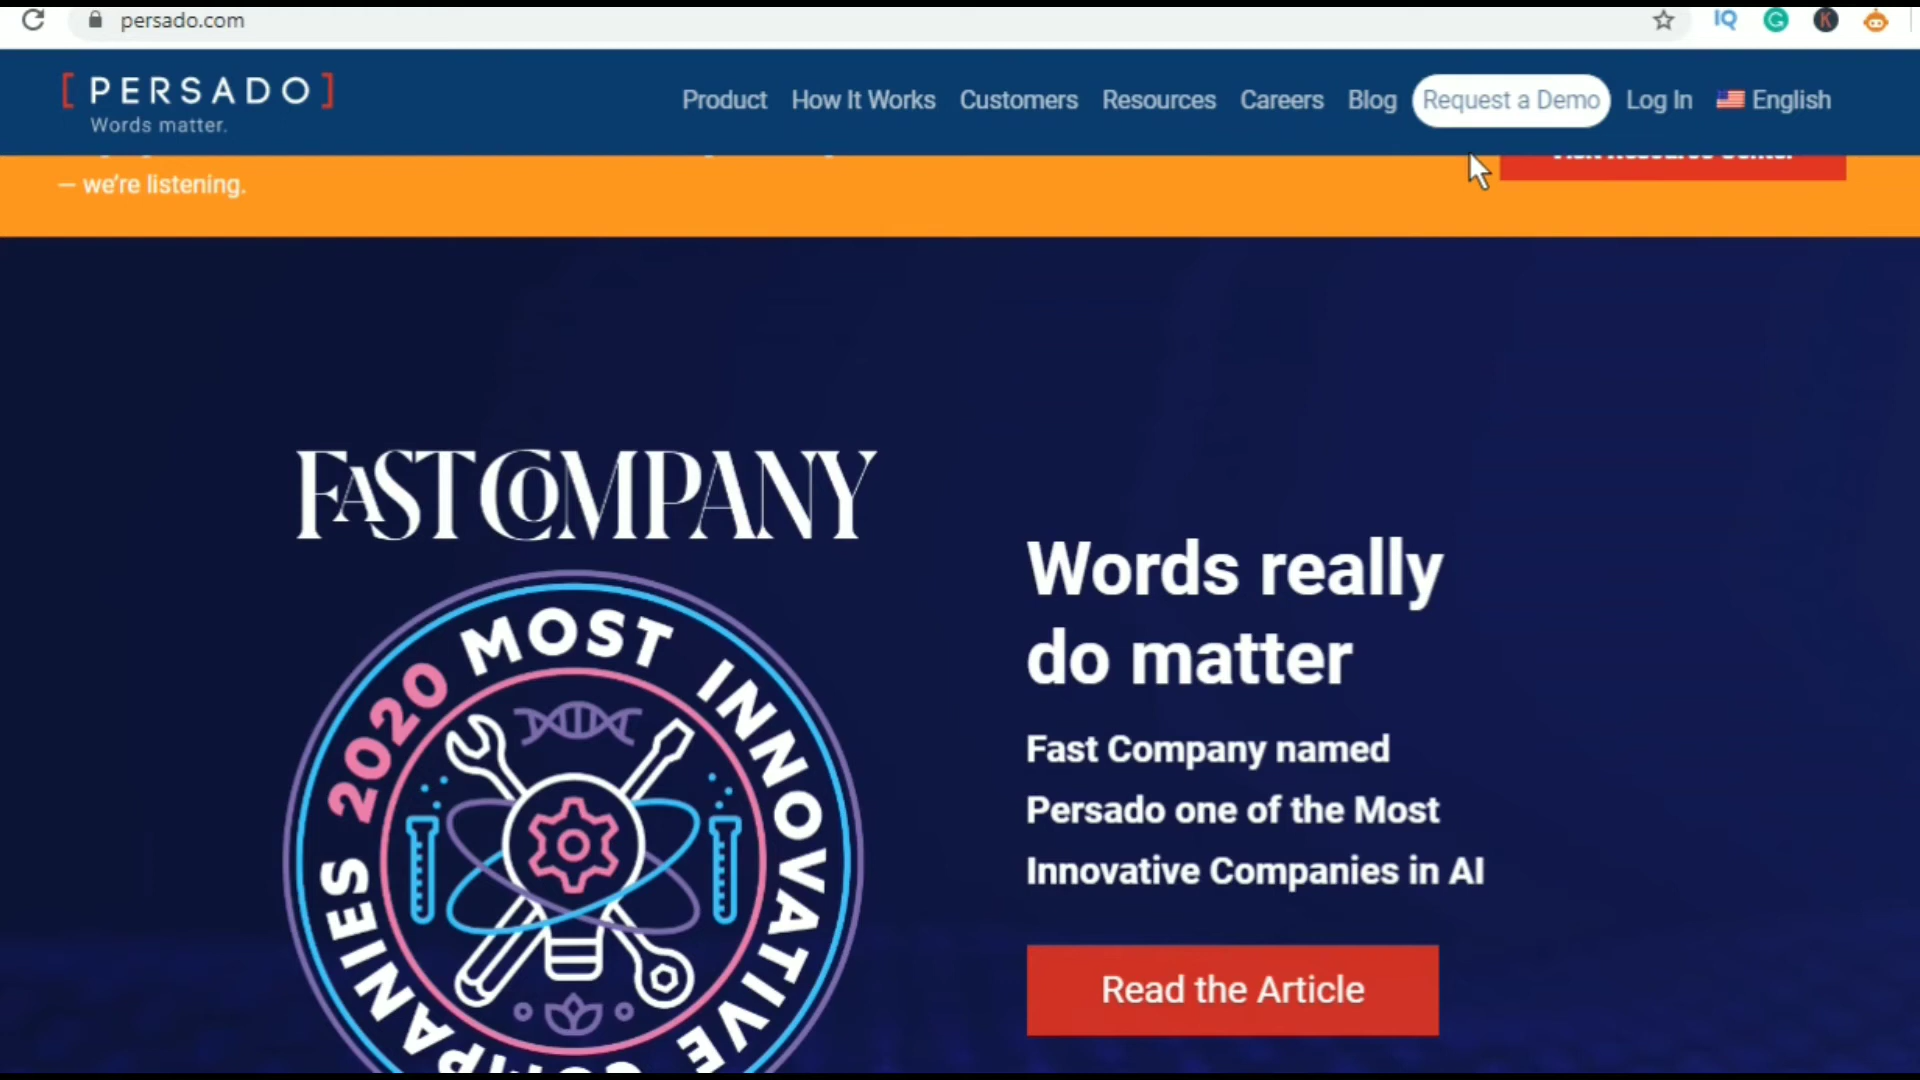 persado.com
IQ
G
K
[ PERSADO ]
Words matter.
Product How It Works Customers Resources Careers Blog Request a Demo Log In English
— we're listening.
FAST COMPANY
2020 MOST INNOVATIVE COMPANIES
Words really
do matter
Fast Company named
Persado one of the Most
Innovative Companies in AI
Read the Article